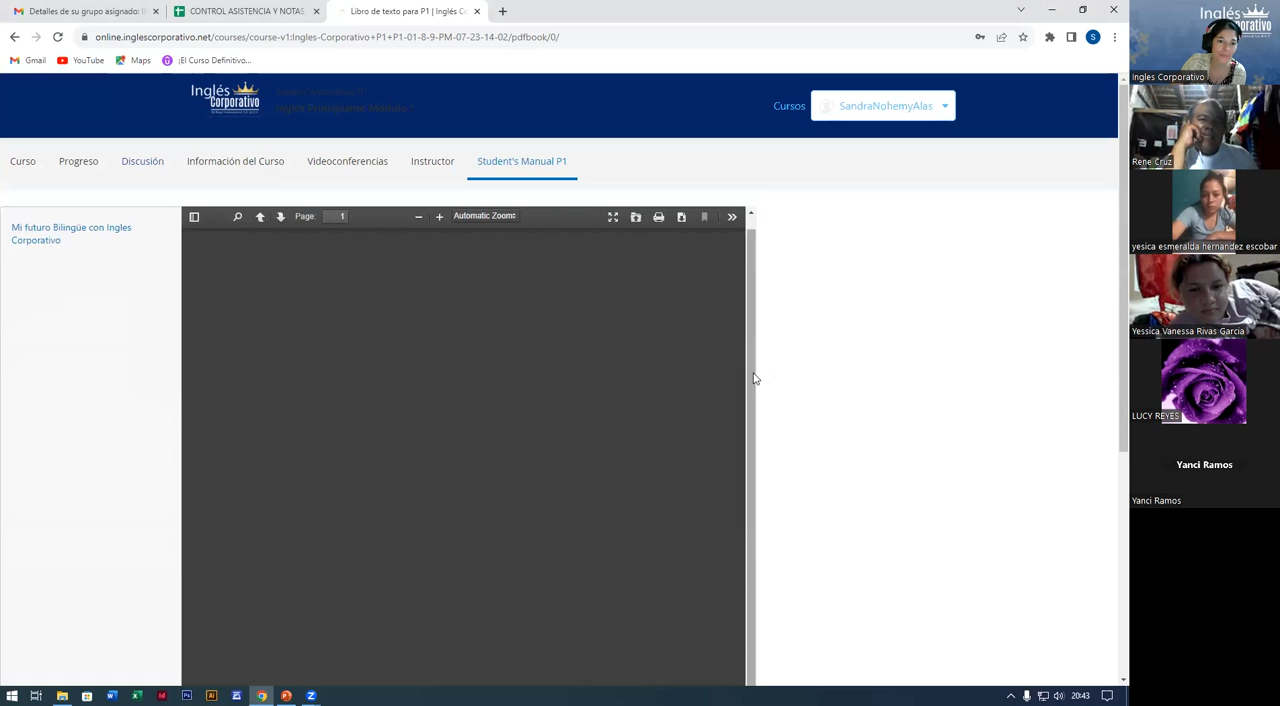 Detalles de su grupo asignado: I
CONTROL ASISTENCIA Y NOTAS
Libro de texto para P1 | Inglés C
online.inglescorporativo.net/courses/course-v1:Ingles-Corporativo+P1+P1-01-8-9-PM-07-23-14-02/pdfbook/0/
S
Gmail
YouTube
Maps
¡El Curso Definitivo...
Inglés
Corporativo
Inglés Principiante Módulo 1
Cursos
SandraNohemyAlas
Curso
Progreso
Discusión
Información del Curso
Videoconferencias
Instructor
Student's Manual P1
Mi futuro Bilingüe con Ingles
Corporativo
Page:
1
Automatic Zoom
Inglés
Ingles Corporativo
Rene Cruz
yesica esmeralda hernandez escobar
Yessica Vanessa Rivas Garcia
LUCY REYES
Yanci Ramos
Yanci Ramos
20:43